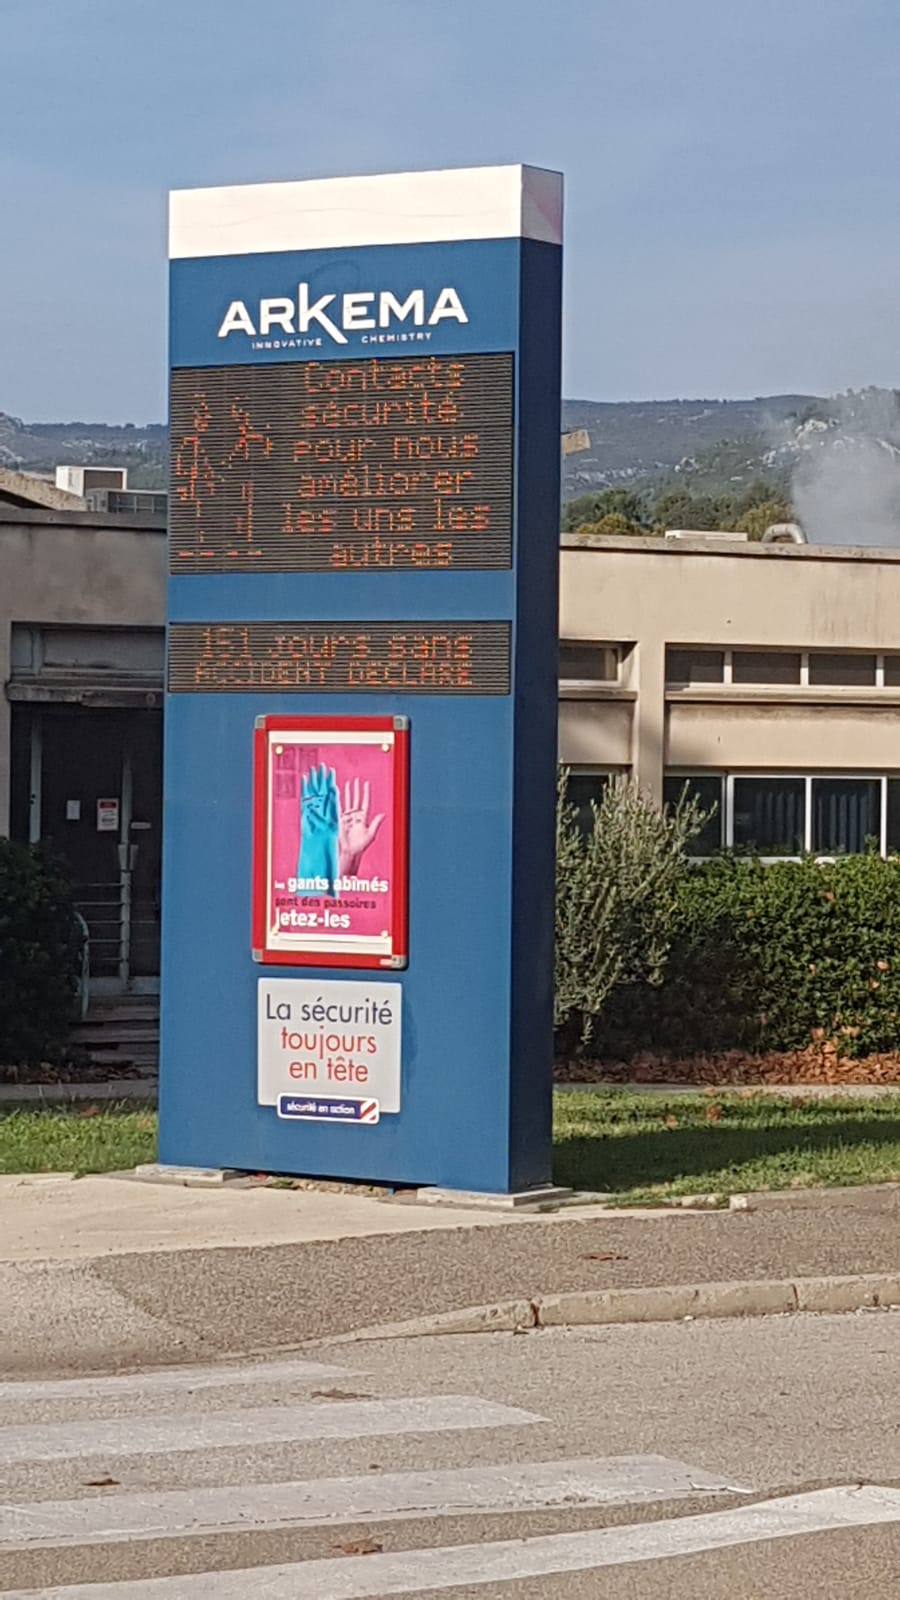 ARKEMA
INNOVATIVE CHEMISTRY
Contacts
sécurité
pour nous
améliorer
les uns les
autres
151 Jours sans
ACCIDENT DECLARE
les gants abîmés
sont des passoires
jetez-les
La sécurité
toujours
en tête
sécurité en action